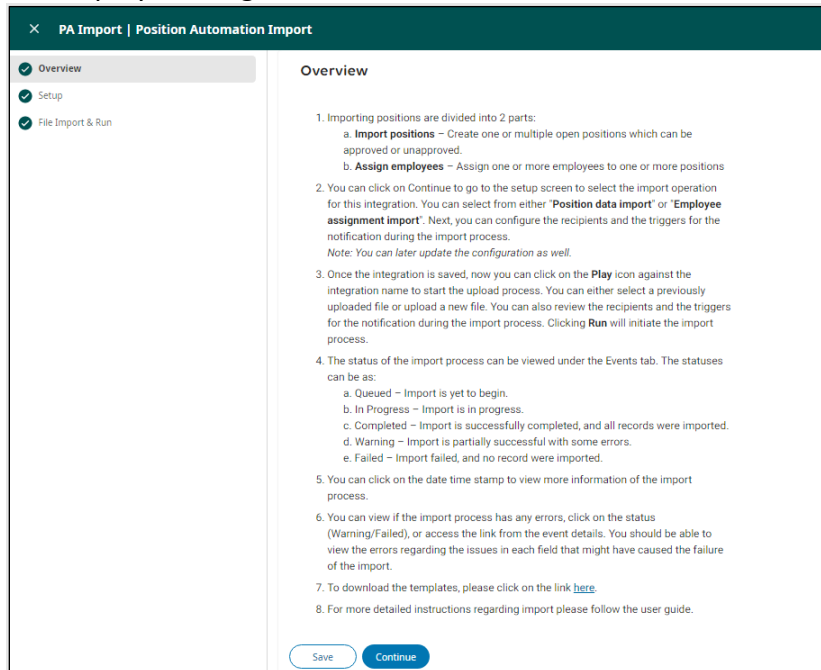 PA Import | Position Automation Import
Overview
Setup
File Import & Run
Overview
1. Importing positions are divided into 2 parts:
a. Import positions – Create one or multiple open positions which can be
approved or unapproved.
b. Assign employees – Assign one or more employees to one or more positions
2. You can click on Continue to go to the setup screen to select the import operation
for this integration. You can select from either "Position data import" or "Employee
assignment import". Next, you can configure the recipients and the triggers for the
notification during the import process.
Note: You can later update the configuration as well.
3. Once the integration is saved, now you can click on the Play icon against the
integration name to start the upload process. You can either select a previously
uploaded file or upload a new file. You can also review the recipients and the triggers
for the notification during the import process. Clicking Run will initiate the import
process.
4. The status of the import process can be viewed under the Events tab. The statuses
can be as:
a. Queued – Import is yet to begin.
b. In Progress – Import is in progress.
c. Completed – Import is successfully completed, and all records were imported.
d. Warning – Import is partially successful with some errors.
e. Failed – Import failed, and no record were imported.
5. You can click on the date time stamp to view more information of the import
process.
6. You can view if the import process has any errors, click on the status
(Warning/Failed), or access the link from the event details. You should be able to
view the errors regarding the issues in each field that might have caused the failure
of the import.
7. To download the templates, please click on the link here.
8. For more detailed instructions regarding import please follow the user guide.
Save
Continue